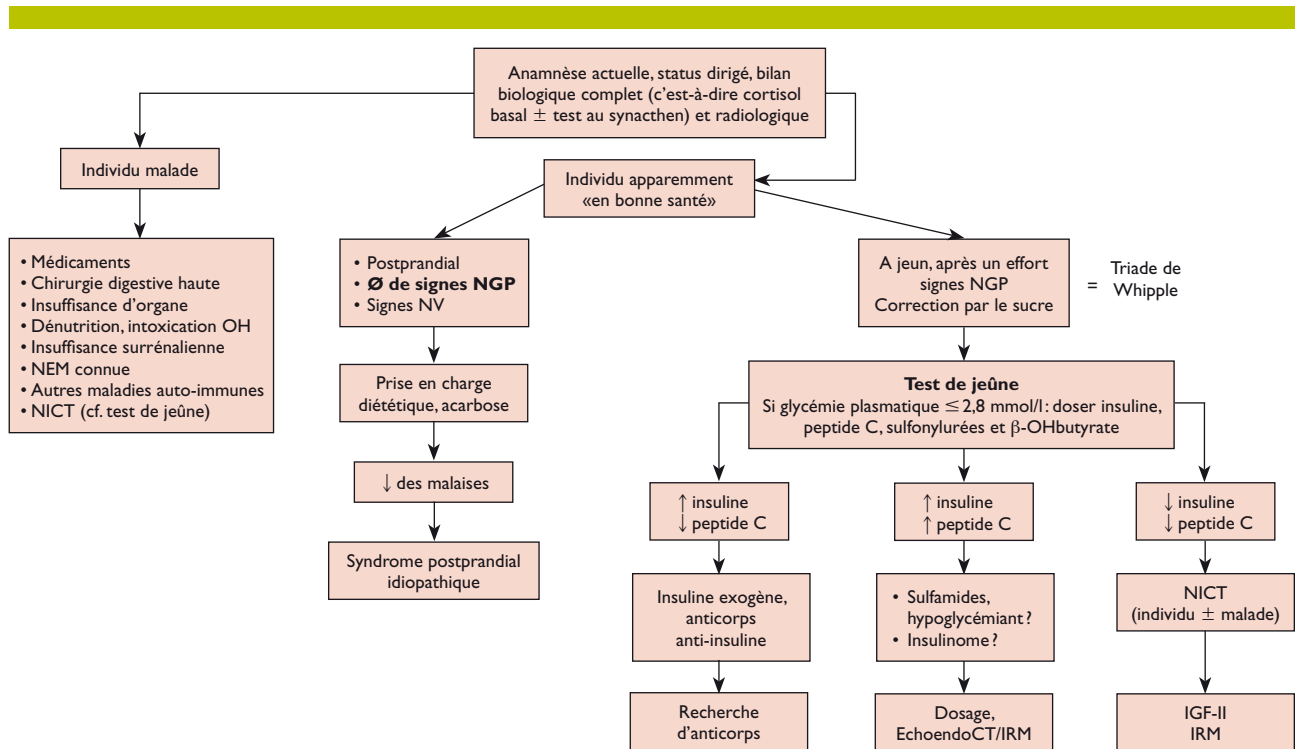 Anamnèse actuelle, status dirigé, bilan
biologique complet (c'est-à-dire cortisol
basal ± test au synacthen) et radiologique
Individu malade
Individu apparemment
«en bonne santé»
• Médicaments
• Chirurgie digestive haute
• Insuffisance d'organe
• Dénutrition, intoxication OH
• Insuffisance surrénalienne
• NEM connue
• Autres maladies auto-immunes
• NICT (cf. test de jeûne)
• Postprandial
• Ø de signes NGP
• Signes NV
A jeun, après un effort
signes NGP
Correction par le sucre
= Triade de
Whipple
Prise en charge
diététique, acarbose
Test de jeûne
Si glycémie plasmatique ≤ 2,8 mmol/l : doser insuline,
peptide C, sulfonylurées et β-OHbutyrate
↓ des malaises
Syndrome postprandial
idiopathique
↑ insuline
↓ peptide C
↑ insuline
↑ peptide C
↓ insuline
↓ peptide C
Insuline exogène,
anticorps
anti-insuline
• Sulfamides,
hypoglycémiant ?
• Insulinome ?
NICT
(individu ± malade)
Recherche
d'anticorps
Dosage,
EchoendoCT/IRM
IGF-II
IRM